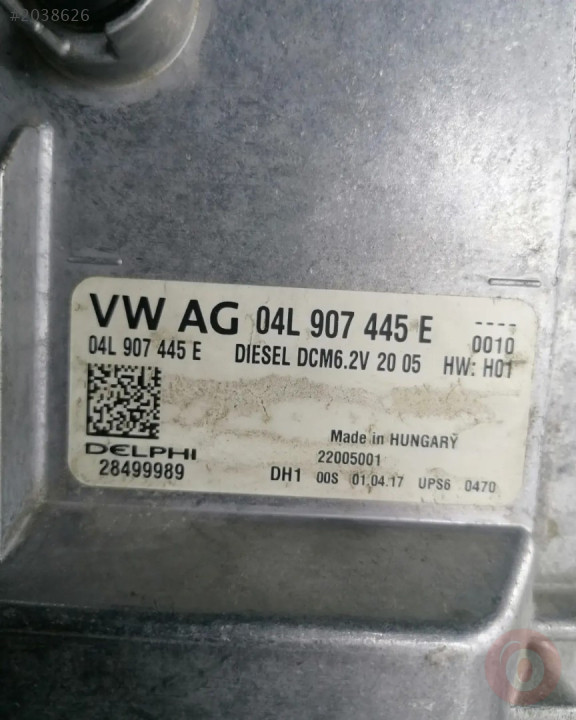 #2038626
VW AG 04L 907 445 E ----
04L 907 445 E DIESEL DCM6.2V 20 05 0010
HW: H01
Made in HUNGARY
DELPHI 22005001
28499989 DH1 00S 01.04.17 UPS6 0470